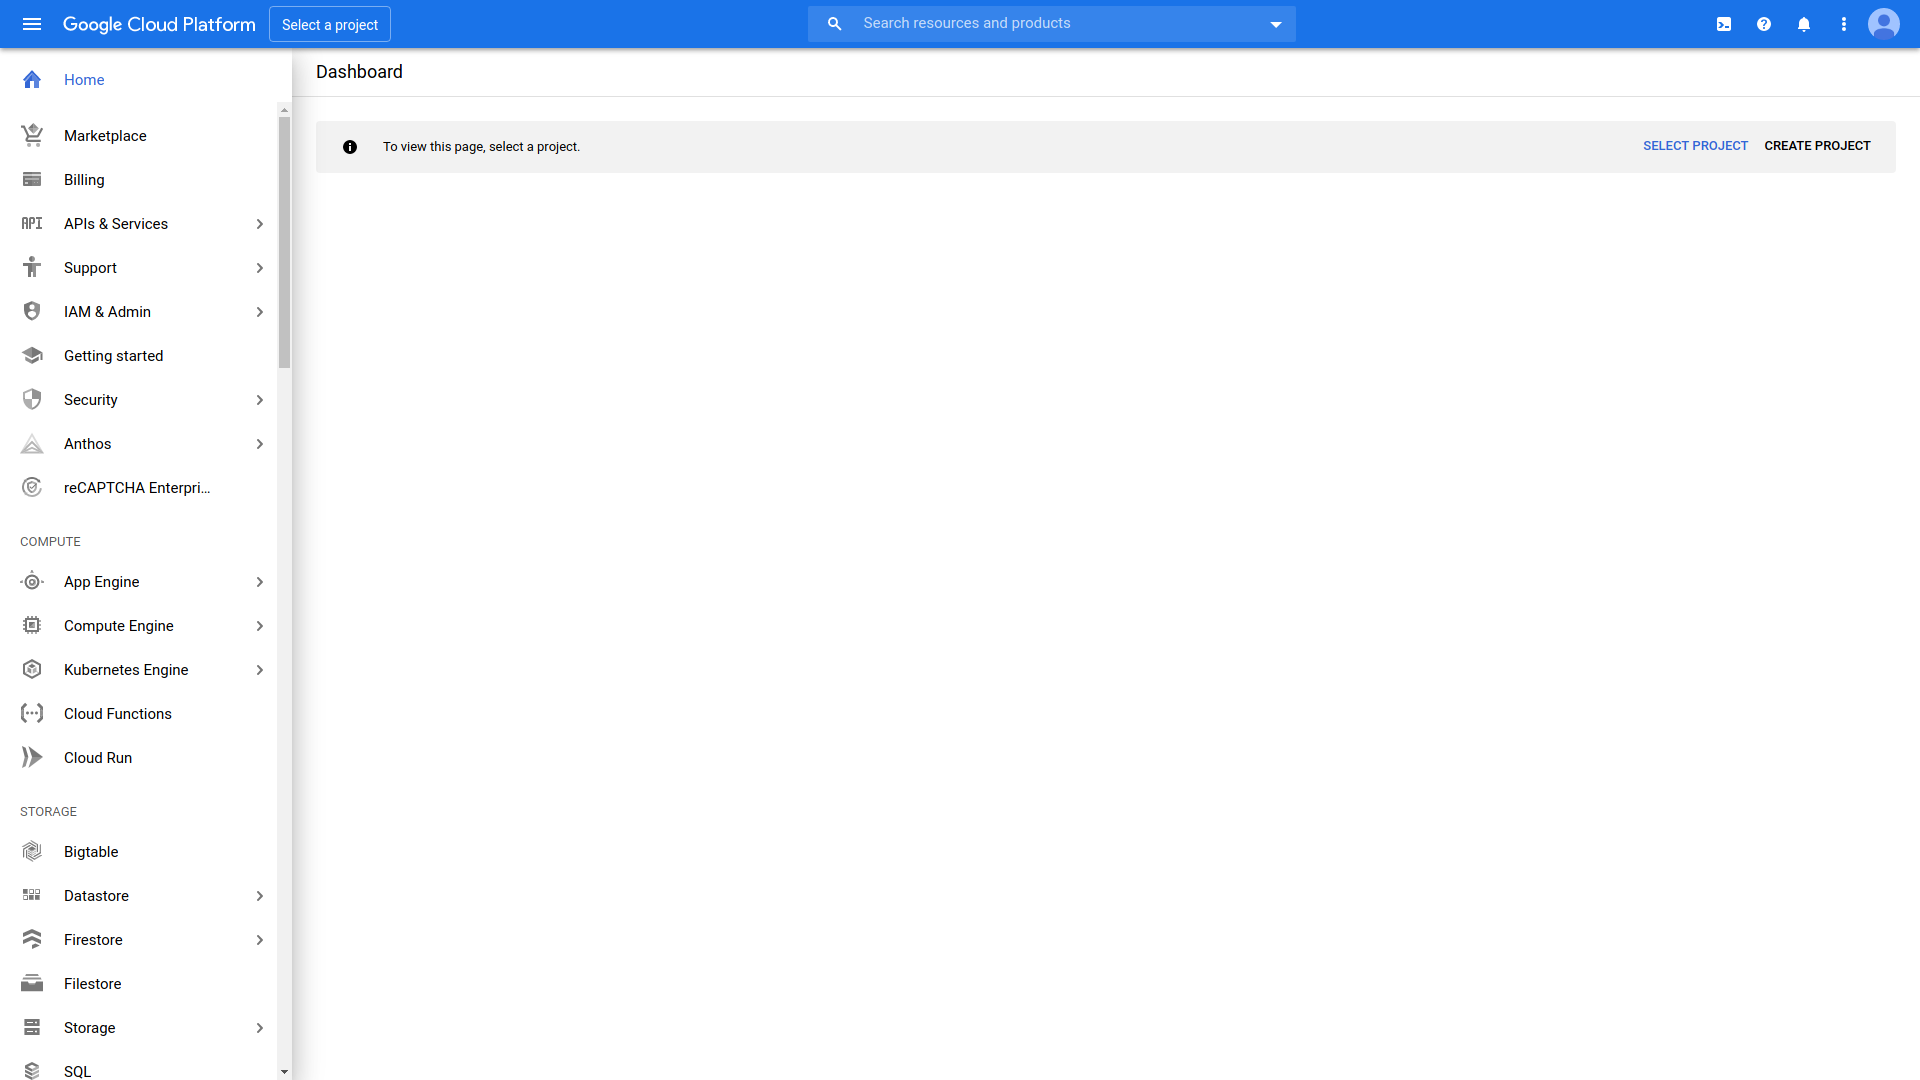 Google Cloud Platform
Select a project
Search resources and products
Home
Marketplace
Billing
API APIs & Services
Support
IAM & Admin
Getting started
Security
Anthos
reCAPTCHA Enterpri...
COMPUTE
App Engine
Compute Engine
Kubernetes Engine
Cloud Functions
Cloud Run
STORAGE
Bigtable
Datastore
Firestore
Filestore
Storage
SQL
Dashboard
To view this page, select a project.
SELECT PROJECT
CREATE PROJECT